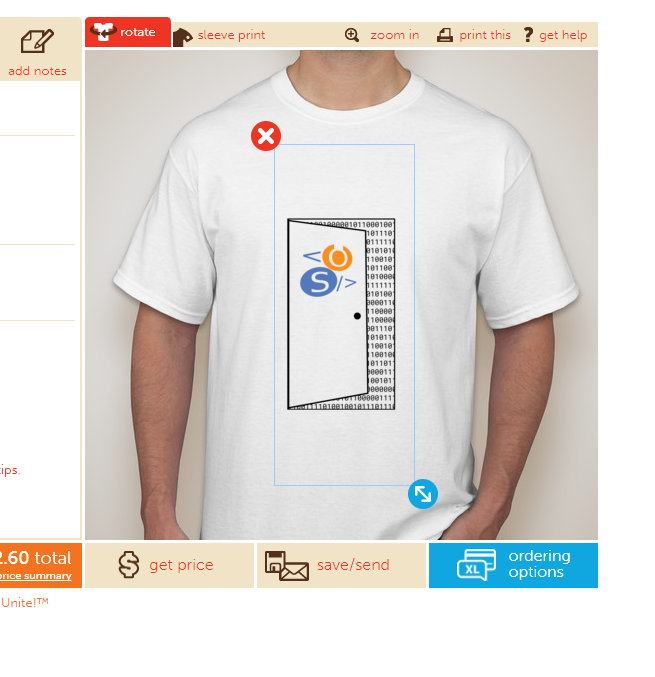 rotate
sleeve print
zoom in
print this
get help
add notes
< U
S />
ips.
2.60 total
price summary
get price
save/send
XL
ordering
options
Unite!™